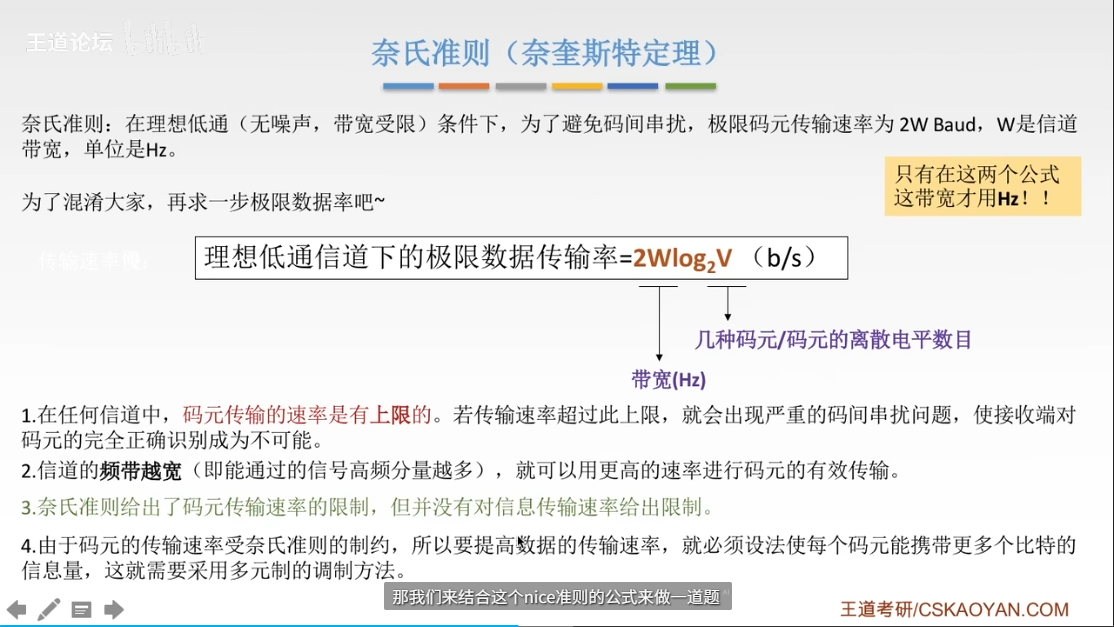 王道论坛
奈氏准则（奈奎斯特定理）
奈氏准则：在理想低通（无噪声，带宽受限）条件下，为了避免码间串扰，极限码元传输速率为 2W Baud，W是信道
带宽，单位是Hz。
只有在这两个公式
这带宽才用Hz！！
为了混淆大家，再求一步极限数据率吧~
传输速率慢：
理想低通信道下的极限数据传输率=2Wlog₂V （b/s）
几种码元/码元的离散电平数目
带宽(Hz)
1.在任何信道中，码元传输的速率是有上限的。若传输速率超过此上限，就会出现严重的码间串扰问题，使接收端对
码元的完全正确识别成为不可能。
2.信道的频带越宽（即能通过的信号高频分量越多），就可以用更高的速率进行码元的有效传输。
3.奈氏准则给出了码元传输速率的限制，但并没有对信息传输速率给出限制。
4.由于码元的传输速率受奈氏准则的制约，所以要提高数据的传输速率，就必须设法使每个码元能携带更多个比特的
信息量，这就需要采用多元制的调制方法。
那我们来结合这个nice准则的公式来做一道题
王道考研/CSKAOYAN.COM